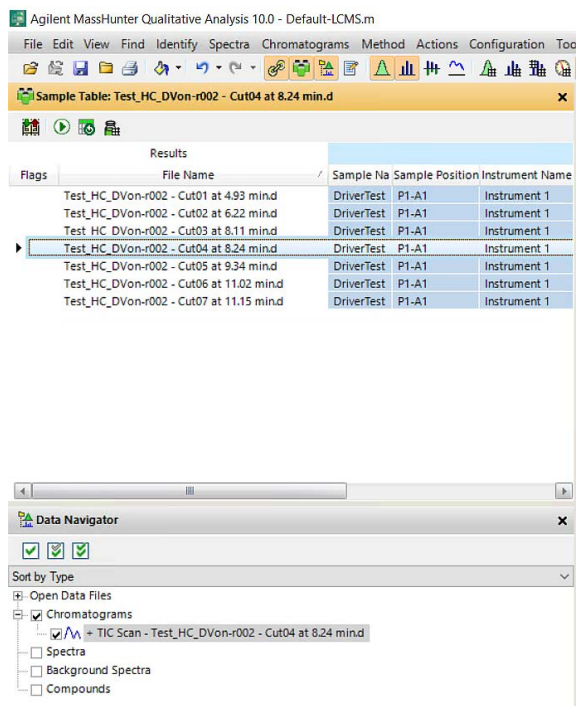 Agilent MassHunter Qualitative Analysis 10.0 - Default-LCMS.m
File Edit View Find Identify Spectra Chromatograms Method Actions Configuration Too
Sample Table: Test_HC_DVon-r002 - Cut04 at 8.24 min.d
Results
Flags File Name Sample Na Sample Position Instrument Name
Test_HC_DVon-r002 - Cut01 at 4.93 min.d DriverTest P1-A1 Instrument 1
Test_HC_DVon-r002 - Cut02 at 6.22 min.d DriverTest P1-A1 Instrument 1
Test_HC_DVon-r002 - Cut03 at 8.11 min.d DriverTest P1-A1 Instrument 1
Test_HC_DVon-r002 - Cut04 at 8.24 min.d DriverTest P1-A1 Instrument 1
Test_HC_DVon-r002 - Cut05 at 9.34 min.d DriverTest P1-A1 Instrument 1
Test_HC_DVon-r002 - Cut06 at 11.02 min.d DriverTest P1-A1 Instrument 1
Test_HC_DVon-r002 - Cut07 at 11.15 min.d DriverTest P1-A1 Instrument 1
Data Navigator
Sort by Type
Open Data Files
Chromatograms
+ TIC Scan - Test_HC_DVon-r002 - Cut04 at 8.24 min.d
Spectra
Background Spectra
Compounds